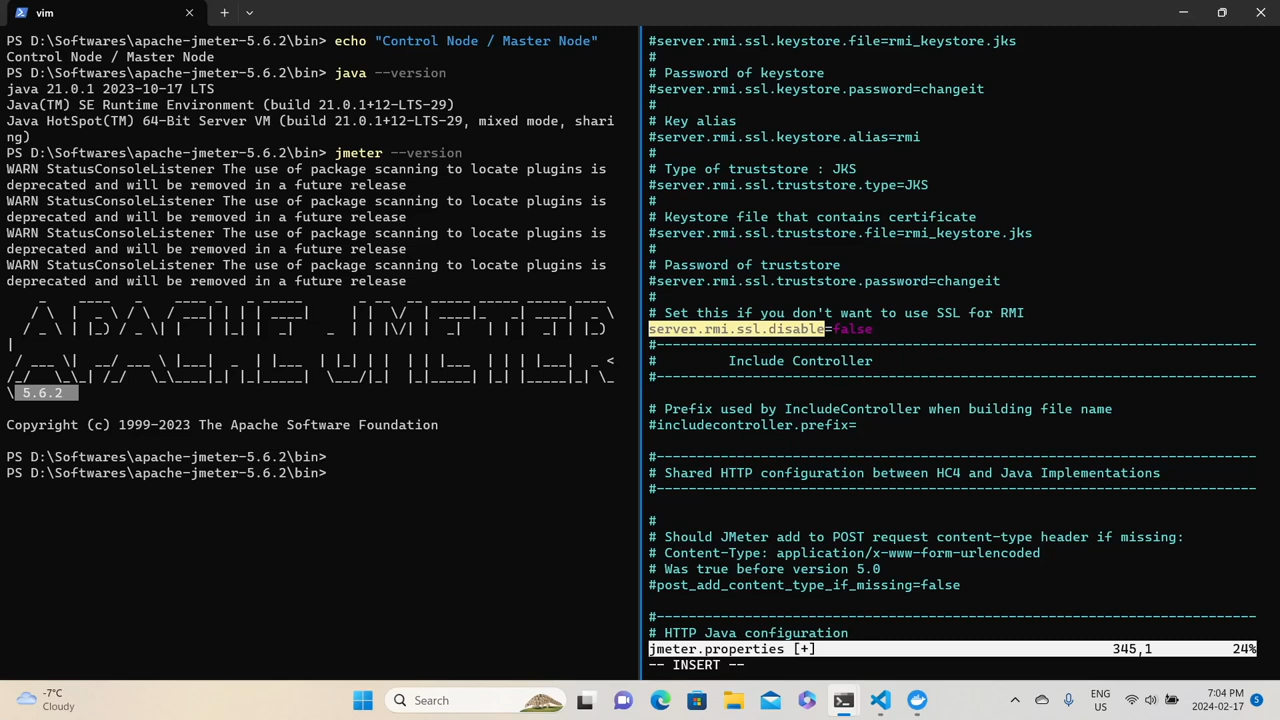 vim
PS D:\Softwares\apache-jmeter-5.6.2\bin> echo "Control Node / Master Node"
Control Node / Master Node
PS D:\Softwares\apache-jmeter-5.6.2\bin> java --version
java 21.0.1 2023-10-17 LTS
Java(TM) SE Runtime Environment (build 21.0.1+12-LTS-29)
Java HotSpot(TM) 64-Bit Server VM (build 21.0.1+12-LTS-29, mixed mode, shari
ng)
PS D:\Softwares\apache-jmeter-5.6.2\bin> jmeter --version
WARN StatusConsoleListener The use of package scanning to locate plugins is
deprecated and will be removed in a future release
WARN StatusConsoleListener The use of package scanning to locate plugins is
deprecated and will be removed in a future release
WARN StatusConsoleListener The use of package scanning to locate plugins is
deprecated and will be removed in a future release
WARN StatusConsoleListener The use of package scanning to locate plugins is
deprecated and will be removed in a future release
APACHE JMETER
5.6.2
Copyright (c) 1999-2023 The Apache Software Foundation
PS D:\Softwares\apache-jmeter-5.6.2\bin>
PS D:\Softwares\apache-jmeter-5.6.2\bin>
#server.rmi.ssl.keystore.file=rmi_keystore.jks
#
# Password of keystore
#server.rmi.ssl.keystore.password=changeit
#
# Key alias
#server.rmi.ssl.keystore.alias=rmi
#
# Type of truststore : JKS
#server.rmi.ssl.truststore.type=JKS
#
# Keystore file that contains certificate
#server.rmi.ssl.truststore.file=rmi_keystore.jks
#
# Password of truststore
#server.rmi.ssl.truststore.password=changeit
#
# Set this if you don't want to use SSL for RMI
server.rmi.ssl.disable=false
#---------------------------------------------------------------------------
# Include Controller
#---------------------------------------------------------------------------
# Prefix used by IncludeController when building file name
#includecontroller.prefix=
#---------------------------------------------------------------------------
# Shared HTTP configuration between HC4 and Java Implementations
#---------------------------------------------------------------------------
#
# Should JMeter add to POST request content-type header if missing:
# Content-Type: application/x-www-form-urlencoded
# Was true before version 5.0
#post_add_content_type_if_missing=false
#---------------------------------------------------------------------------
# HTTP Java configuration
jmeter.properties [+] 345,1 24%
-- INSERT --
-7°C
Cloudy
Search
ENG
US
7:04 PM
2024-02-17
5